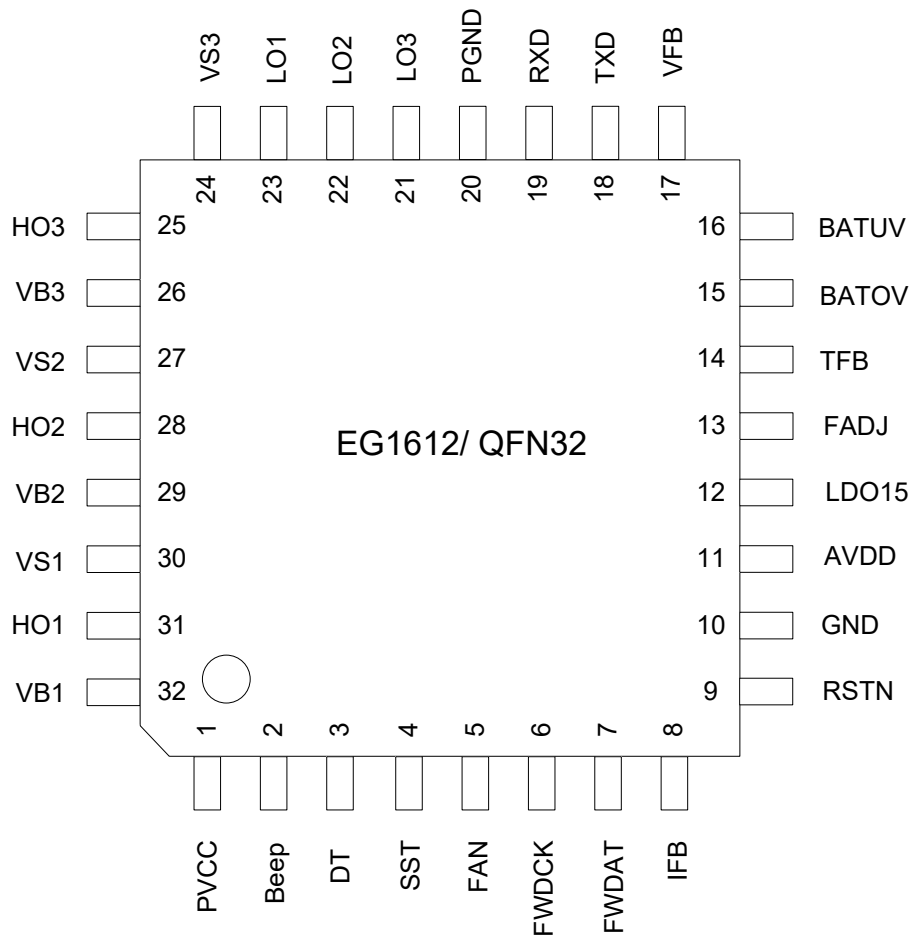 VS3 LO1 LO2 LO3 PGND RXD TXD VFB
24 23 22 21 20 19 18 17
HO3 25 16 BATUV
VB3 26 15 BATOV
VS2 27 14 TFB
HO2 28 13 FADJ
EG1612/ QFN32
VB2 29 12 LDO15
VS1 30 11 AVDD
HO1 31 10 GND
VB1 32 9 RSTN
1 2 3 4 5 6 7 8
PVCC Beep DT SST FAN FWDCK FWDAT IFB